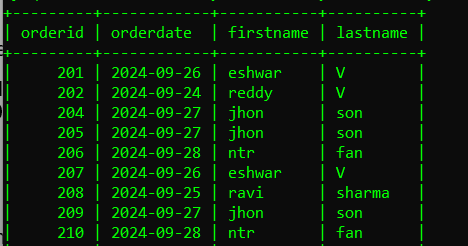 +---------+------------+-----------+----------+
| orderid | orderdate  | firstname | lastname |
+---------+------------+-----------+----------+
|     201 | 2024-09-26 | eshwar    | V        |
|     202 | 2024-09-24 | reddy     | V        |
|     204 | 2024-09-27 | jhon      | son      |
|     205 | 2024-09-27 | jhon      | son      |
|     206 | 2024-09-28 | ntr       | fan      |
|     207 | 2024-09-26 | eshwar    | V        |
|     208 | 2024-09-25 | ravi      | sharma   |
|     209 | 2024-09-27 | jhon      | son      |
|     210 | 2024-09-28 | ntr       | fan      |
+---------+------------+-----------+----------+